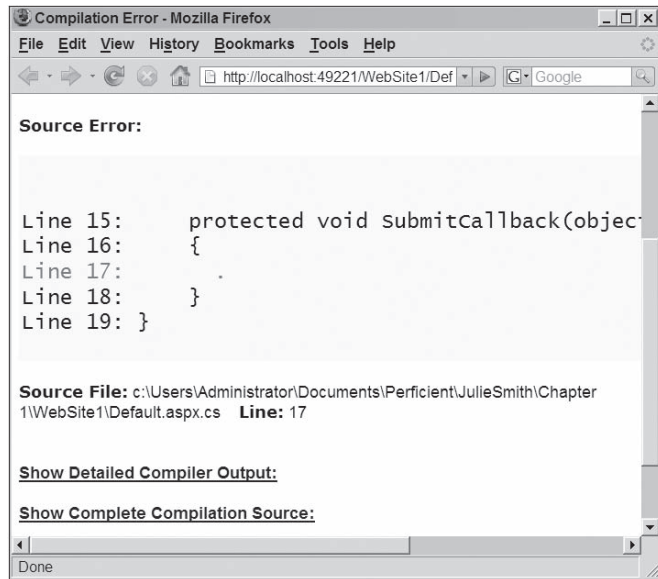 Compilation Error - Mozilla Firefox
File Edit View History Bookmarks Tools Help
http://localhost:49221/WebSite1/Def G Google
Source Error:
Line 15: protected void SubmitCallback(object
Line 16: {
Line 17: .
Line 18: }
Line 19: }
Source File: c:\Users\Administrator\Documents\Perficient\JulieSmith\Chapter
1\WebSite1\Default.aspx.cs Line: 17
Show Detailed Compiler Output:
Show Complete Compilation Source:
Done